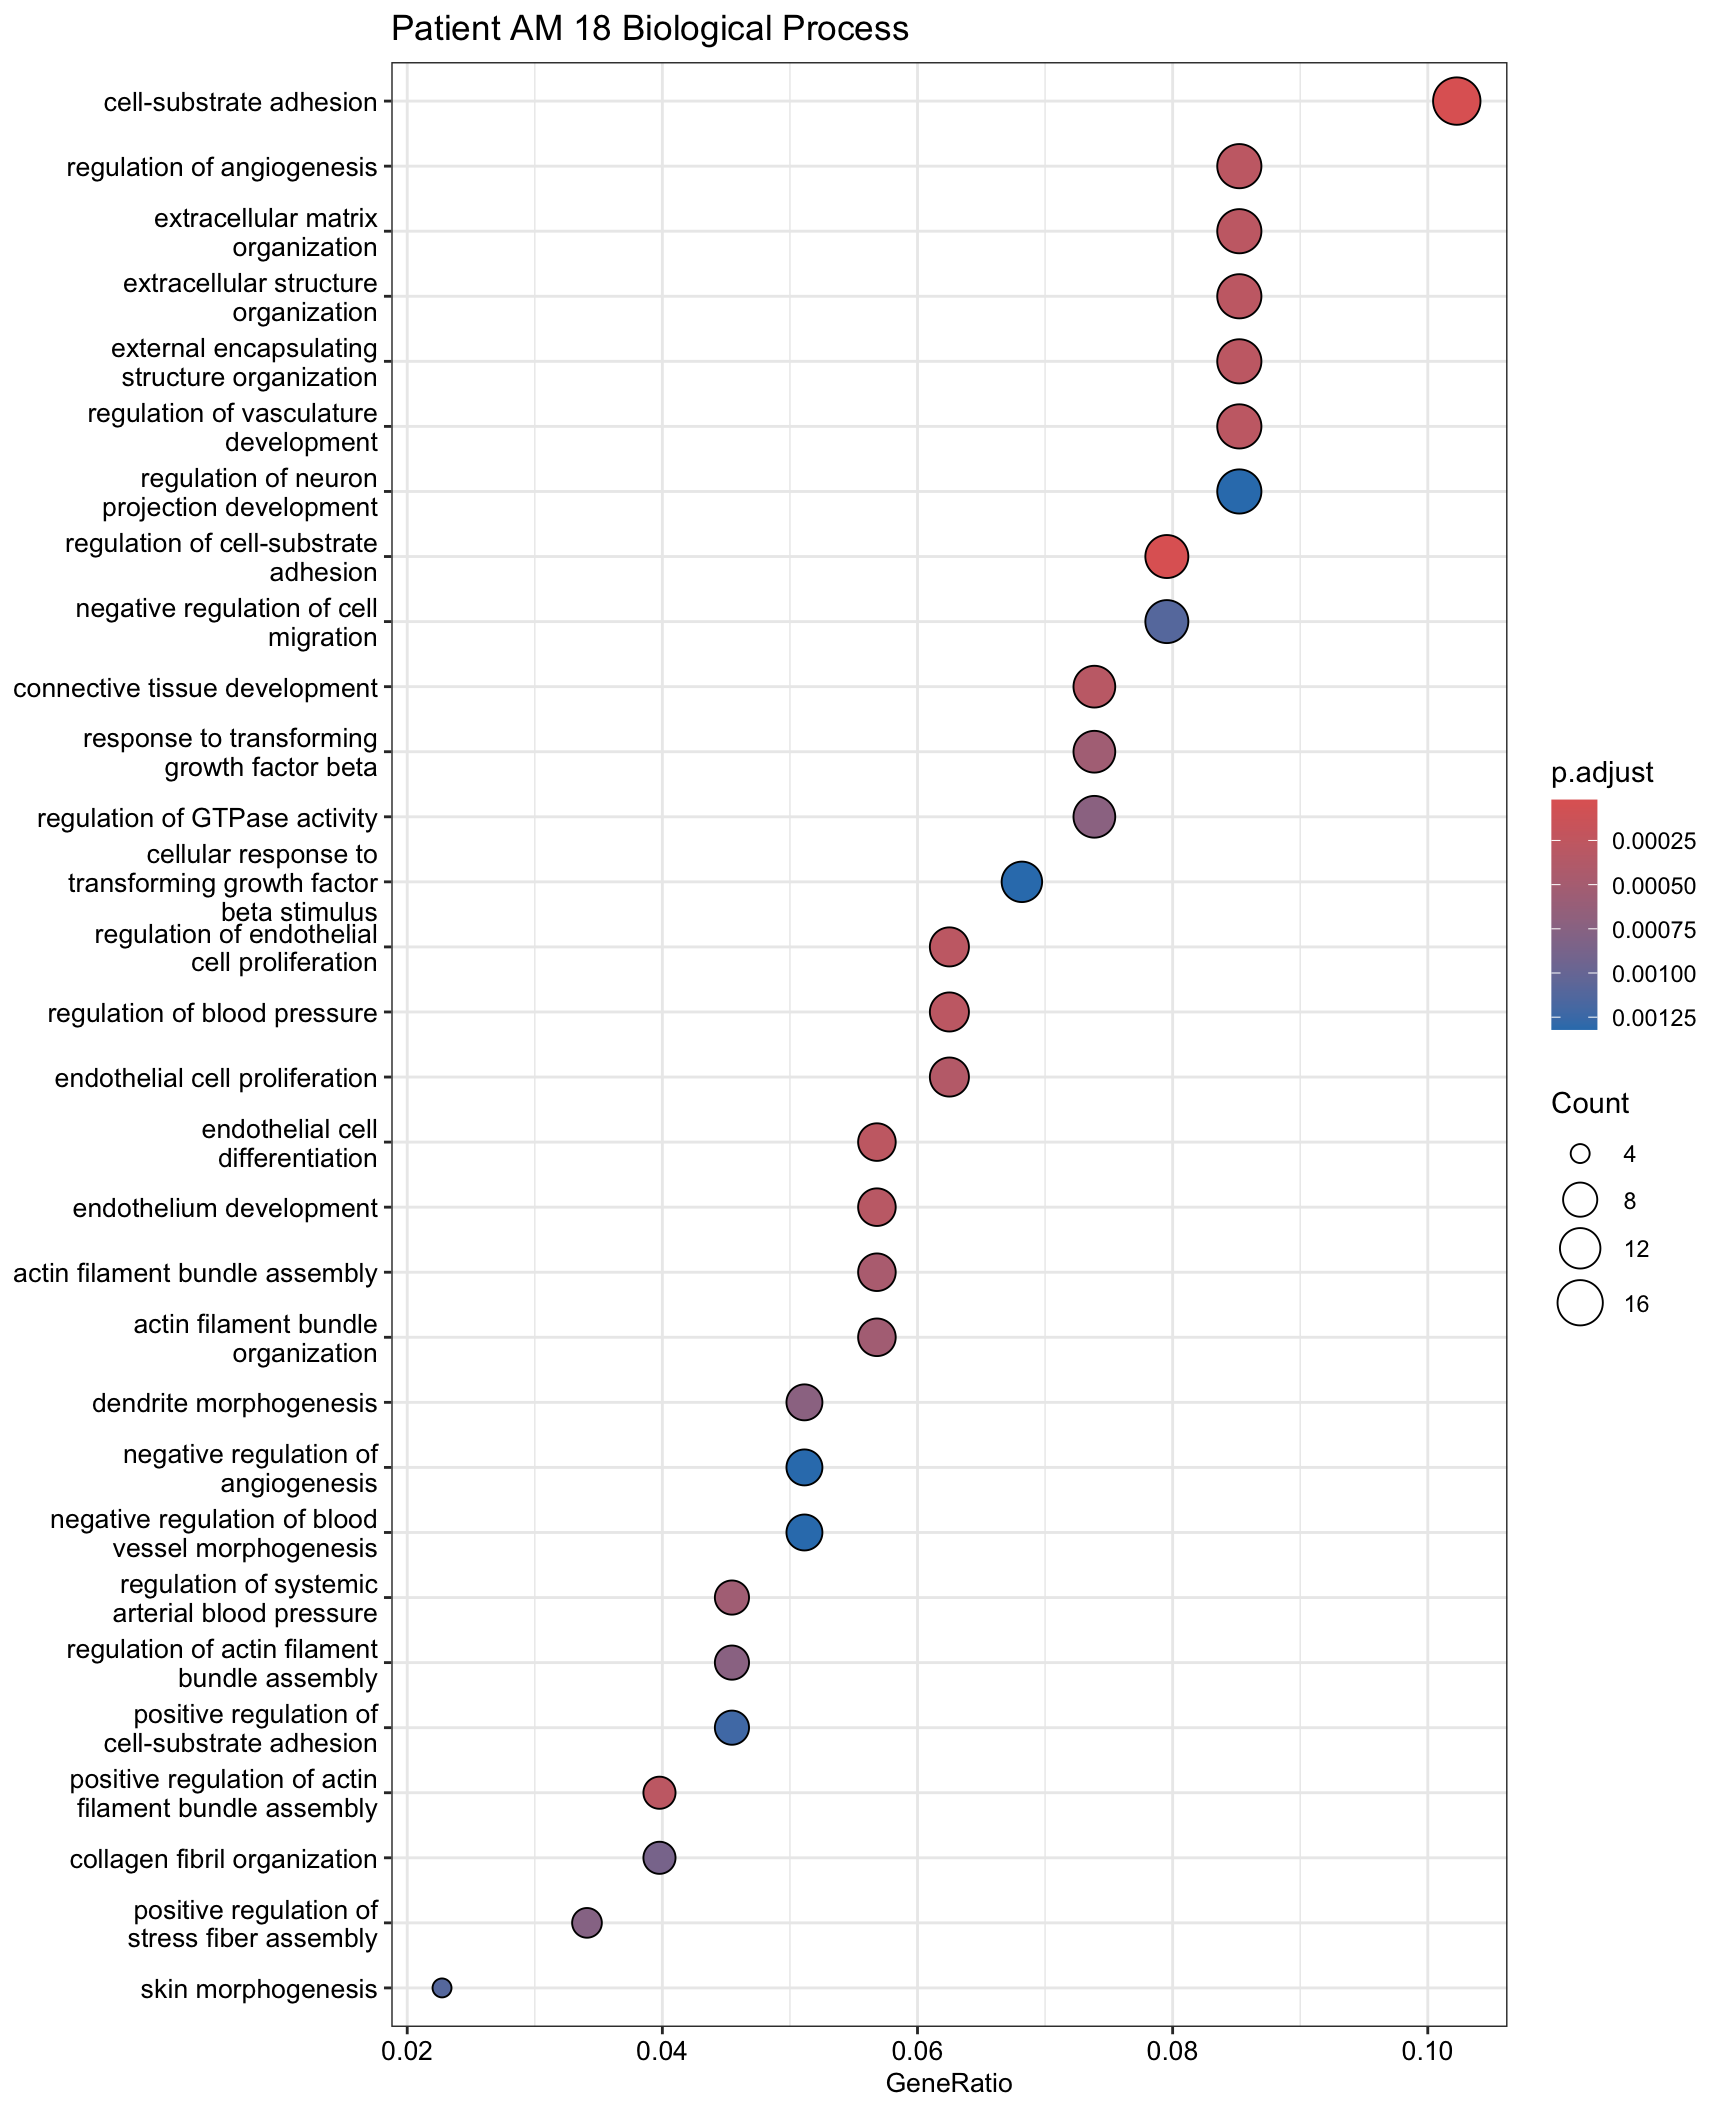 Patient AM 18 Biological Process
cell-substrate adhesion
regulation of angiogenesis
extracellular matrix
organization
extracellular structure
organization
external encapsulating
structure organization
regulation of vasculature
development
regulation of neuron
projection development
regulation of cell-substrate
adhesion
negative regulation of cell
migration
connective tissue development
response to transforming
growth factor beta
regulation of GTPase activity
cellular response to
transforming growth factor
beta stimulus
regulation of endothelial
cell proliferation
regulation of blood pressure
endothelial cell proliferation
endothelial cell
differentiation
endothelium development
actin filament bundle assembly
actin filament bundle
organization
dendrite morphogenesis
negative regulation of
angiogenesis
negative regulation of blood
vessel morphogenesis
regulation of systemic
arterial blood pressure
regulation of actin filament
bundle assembly
positive regulation of
cell-substrate adhesion
positive regulation of actin
filament bundle assembly
collagen fibril organization
positive regulation of
stress fiber assembly
skin morphogenesis
0.02 0.04 0.06 0.08 0.10
GeneRatio
p.adjust
0.00025
0.00050
0.00075
0.00100
0.00125
Count
4
8
12
16